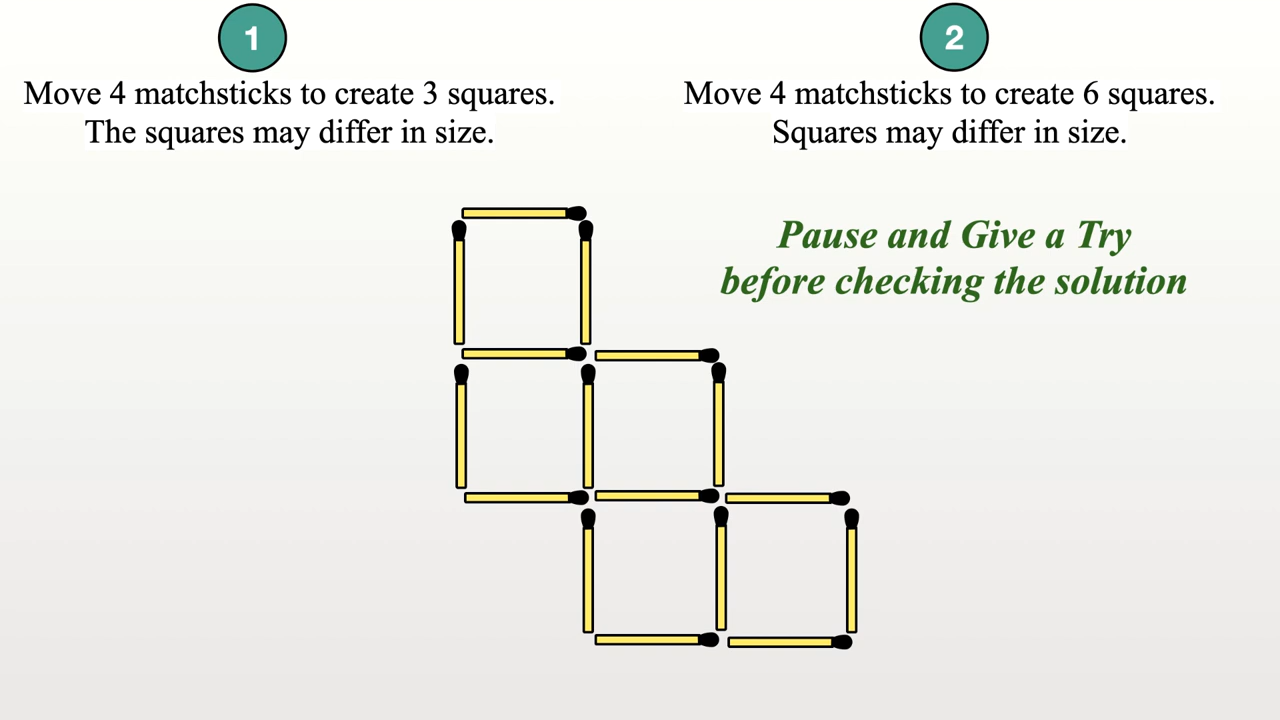 1
Move 4 matchsticks to create 3 squares.
The squares may differ in size.
2
Move 4 matchsticks to create 6 squares.
Squares may differ in size.
Pause and Give a Try
before checking the solution